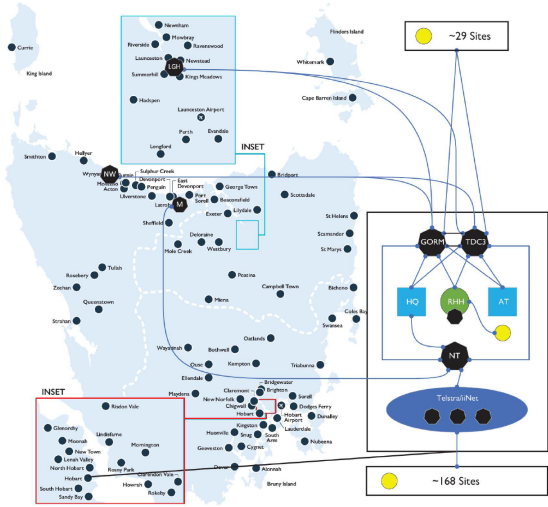 Newnham
Mowbray
Riverside
Ravenswood
Launceston
Newstead
LGH
Summerhill
Kings Meadows
Hadspen
Launceston Airport
Perth
Evandale
Longford
INSET
Currie
King Island
Flinders Island
Whitemark
Cape Barren Island
~29 Sites
Smithton
Hellyer
NW
Sulphur Creek
Devonport
East
Devonport
Acton
Penguin
Ulverstone
M
Port
Sorell
George Town
Beaconsfield
Exeter
Lilydale
Bridport
Scottsdale
Sheffield
Deloraine
Mole Creek
Westbury
St Helens
Scamander
St Marys
Tullah
Rosebery
Zeehan
Queenstown
Strahan
Poatina
Miena
Campbell Town
Bicheno
Coles Bay
Swansea
Wayatinah
Bothwell
Oatlands
Ouse
Kempton
Ellendale
Triabunna
Maydena
Bridgewater
Claremont
Brighton
New Norfolk
Chigwell
Hobart
Sorell
Dodges Ferry
Hobart
Airport
Dunalley
Kingston
Lauderdale
Huonville
Snug
South
Arm
Nubeena
Geeveston
Cygnet
Dover
Alonnah
Bruny Island
INSET
Risdon Vale
Glenorchy
Moonah
Lindisfarne
New Town
Lenah Valley
Mornington
North Hobart
Rosny Park
Hobart
Clarendon Vale
South Hobart
Howrah
Sandy Bay
Rokeby
GORM
TDC3
HQ
RHH
AT
NT
Telstra/iiNet
~168 Sites